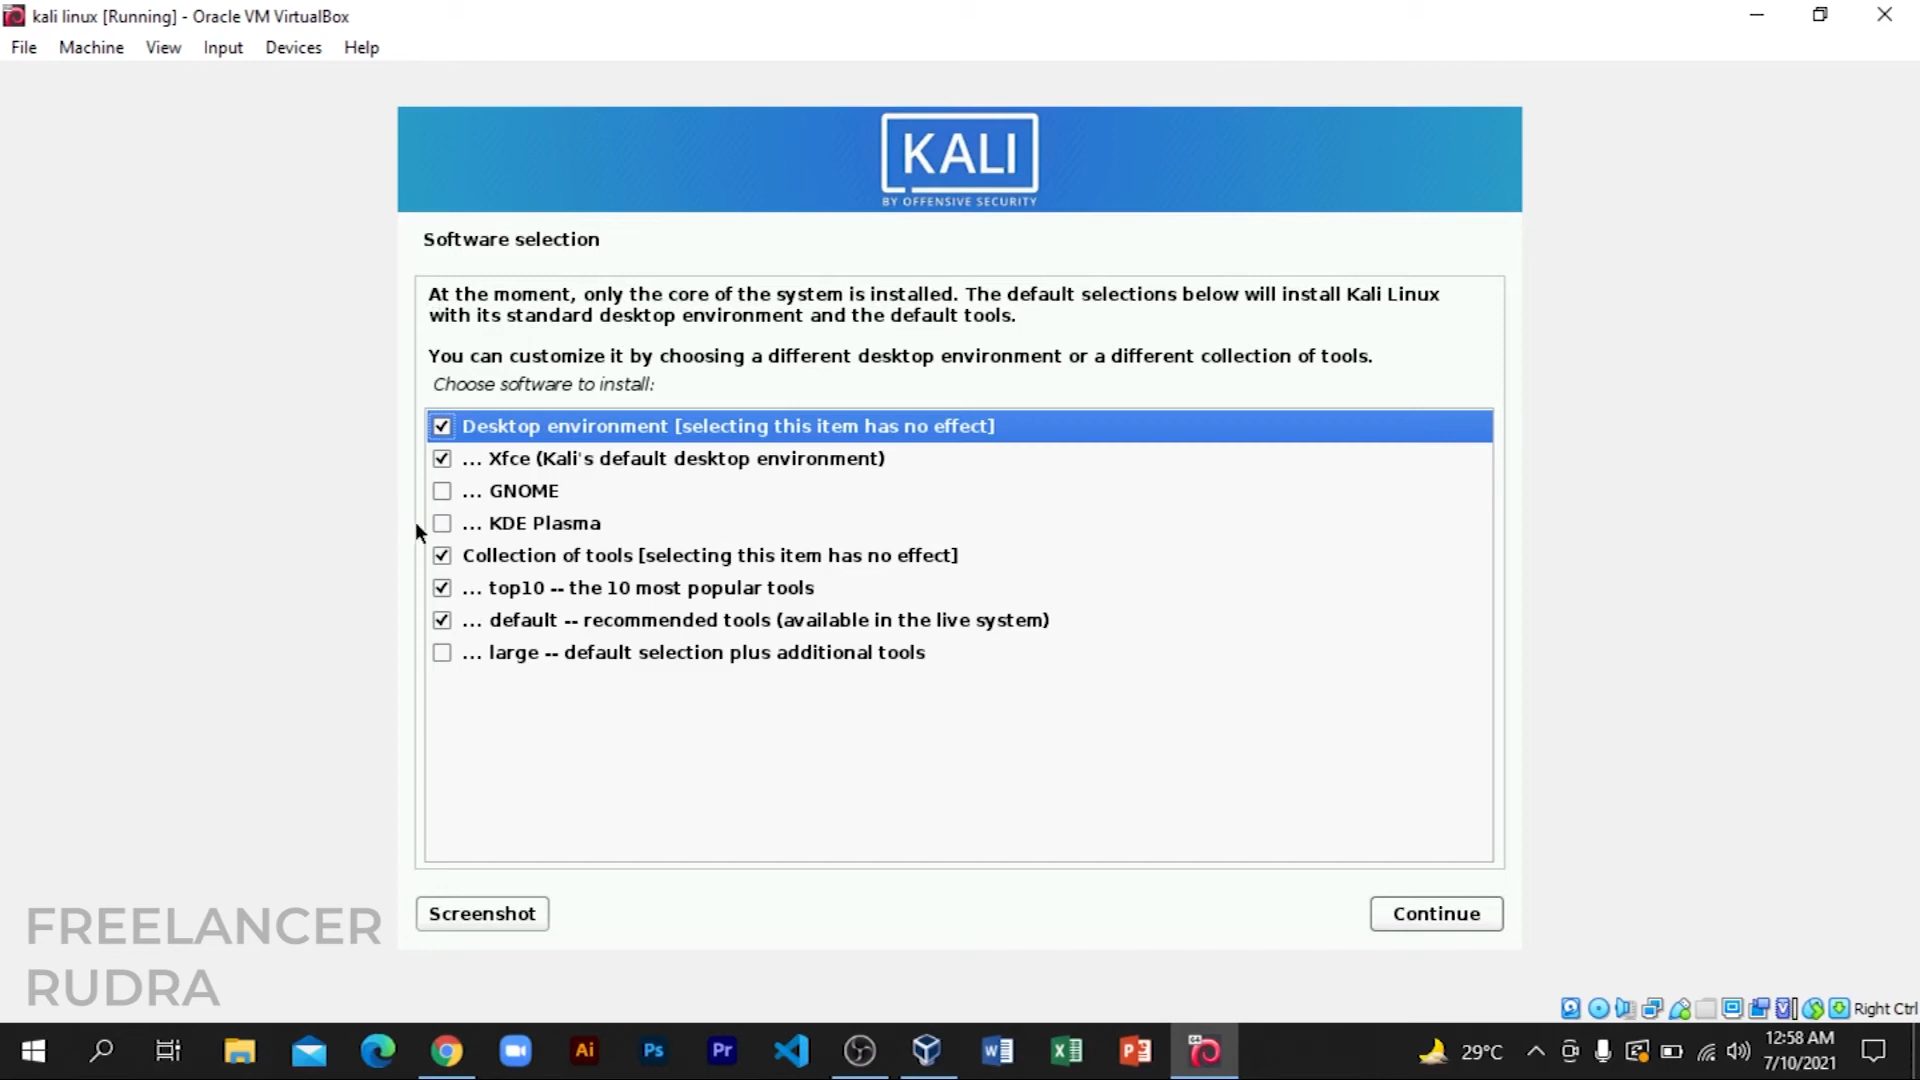 kali linux [Running] - Oracle VM VirtualBox
File Machine View Input Devices Help
KALI
BY OFFENSIVE SECURITY
Software selection
At the moment, only the core of the system is installed. The default selections below will install Kali Linux
with its standard desktop environment and the default tools.
You can customize it by choosing a different desktop environment or a different collection of tools.
Choose software to install:
Desktop environment [selecting this item has no effect]
... Xfce (Kali's default desktop environment)
... GNOME
... KDE Plasma
Collection of tools [selecting this item has no effect]
... top10 -- the 10 most popular tools
... default -- recommended tools (available in the live system)
... large -- default selection plus additional tools
Screenshot
Continue
FREELANCER
RUDRA
Right Ctrl
Ai
Ps
Pr
29°C
12:58 AM
7/10/2021